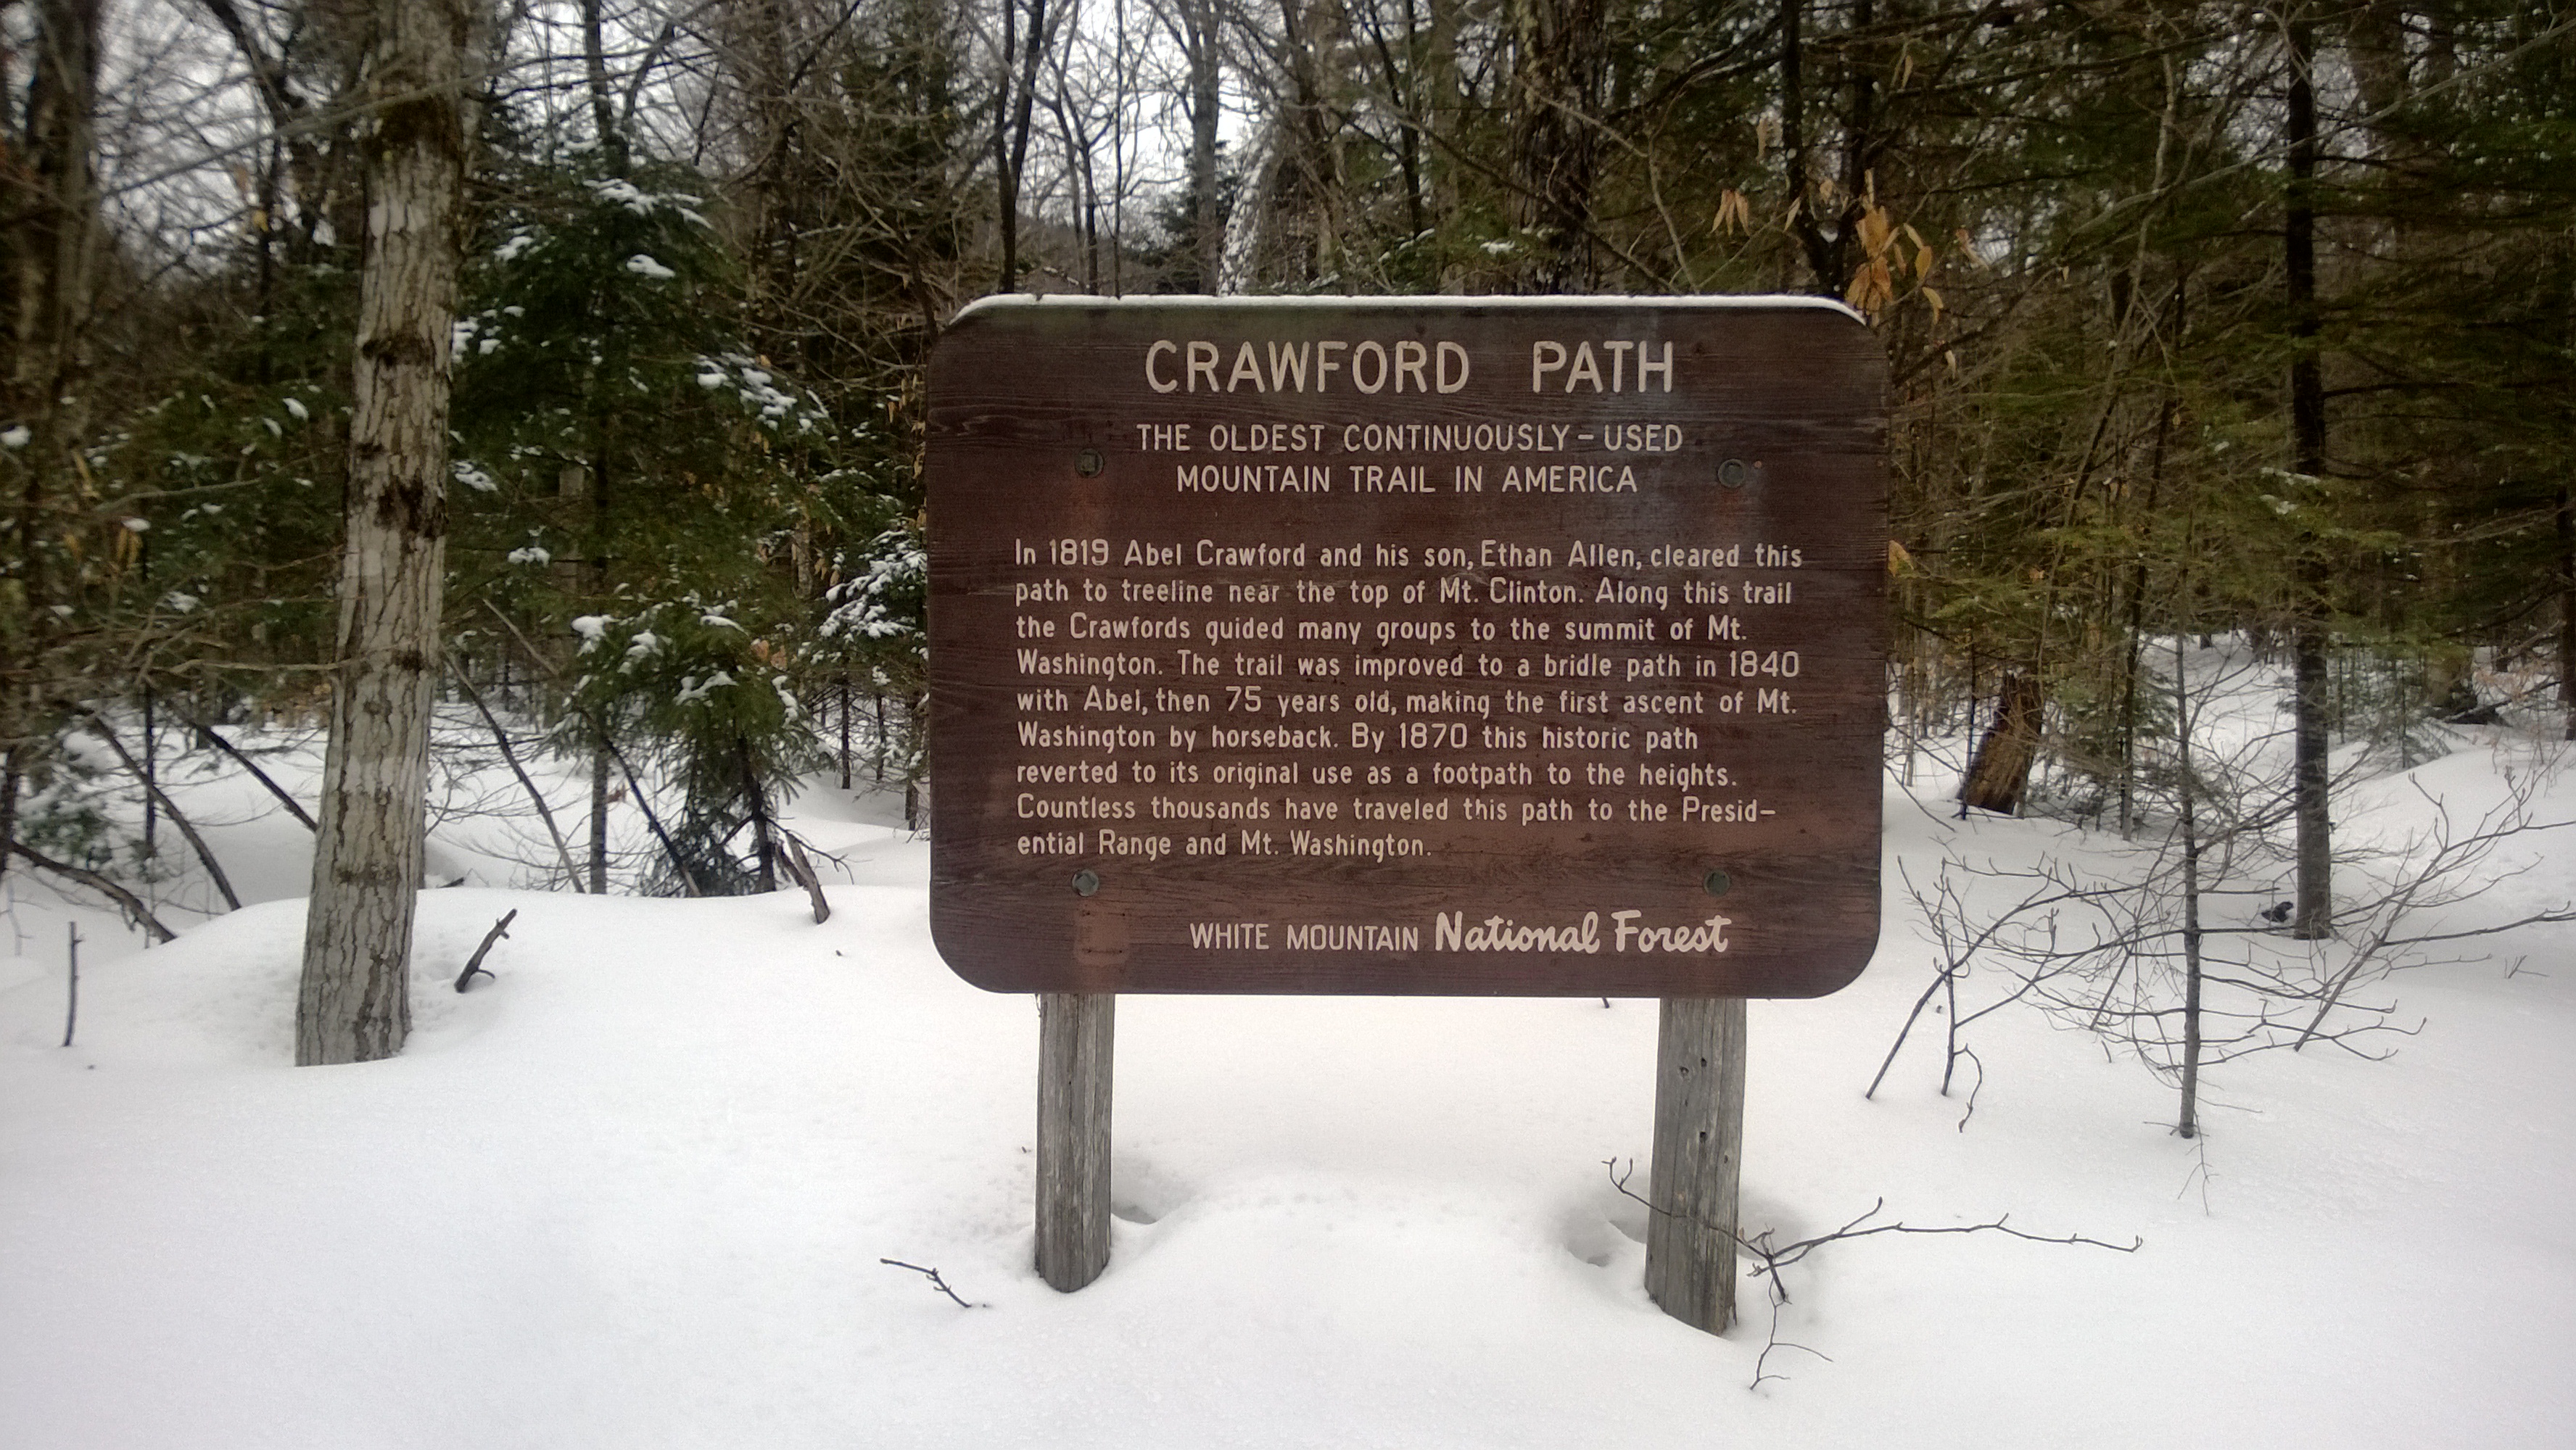 CRAWFORD PATH
THE OLDEST CONTINUOUSLY-USED
MOUNTAIN TRAIL IN AMERICA
In 1819 Abel Crawford and his son, Ethan Allen, cleared this
path to treeline near the top of Mt. Clinton. Along this trail
the Crawfords guided many groups to the summit of Mt.
Washington. The trail was improved to a bridle path in 1840
with Abel, then 75 years old, making the first ascent of Mt.
Washington by horseback. By 1870 this historic path
reverted to its original use as a footpath to the heights.
Countless thousands have traveled this path to the Presid-
ential Range and Mt. Washington.
WHITE MOUNTAIN National Forest